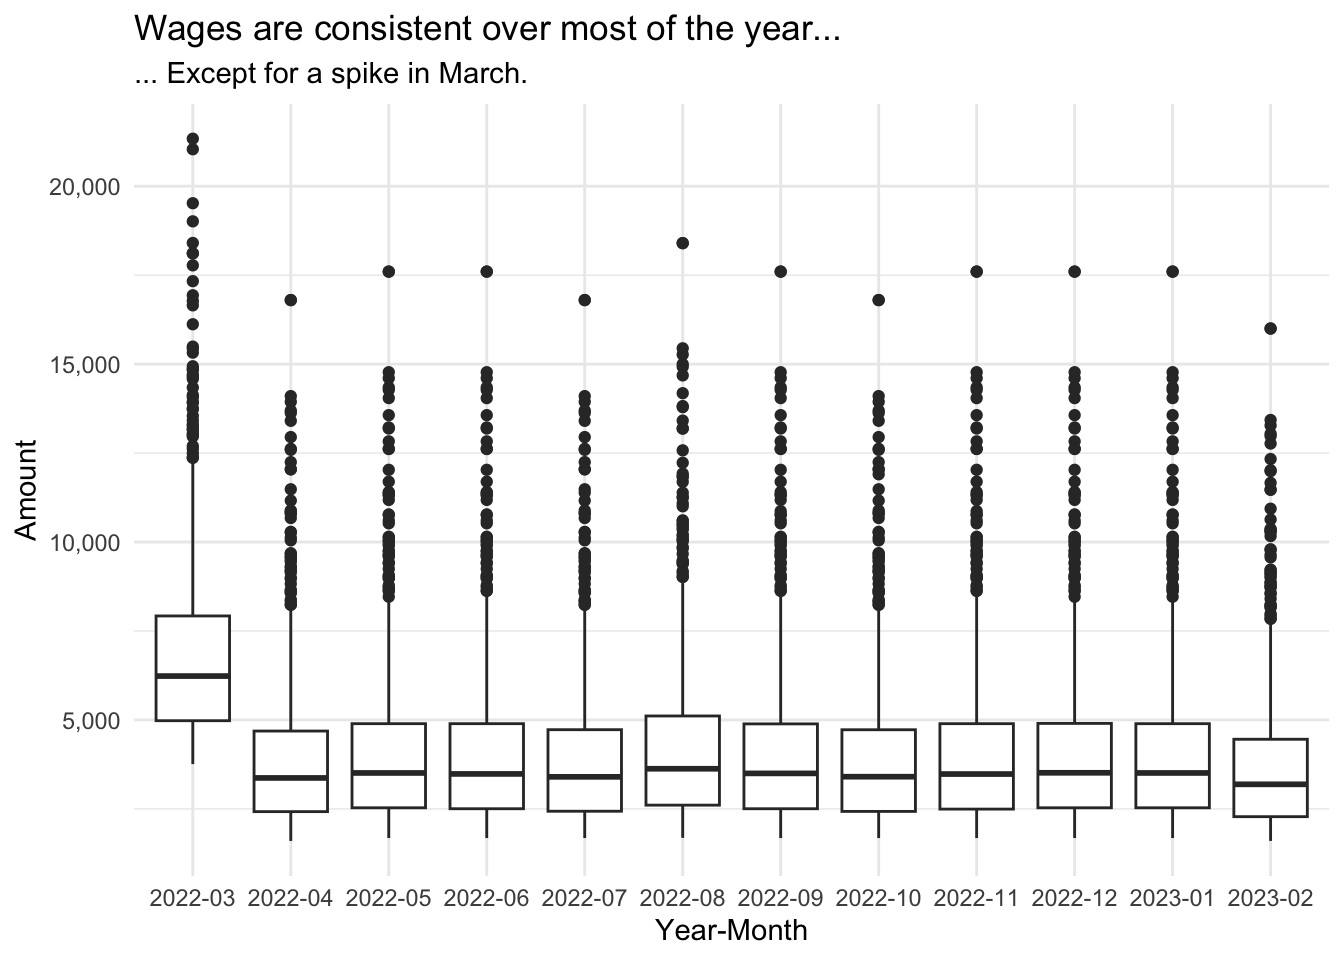 Wages are consistent over most of the year...
... Except for a spike in March.
20,000
15,000
10,000
5,000
Amount
2022-03 2022-04 2022-05 2022-06 2022-07 2022-08 2022-09 2022-10 2022-11 2022-12 2023-01 2023-02
Year-Month